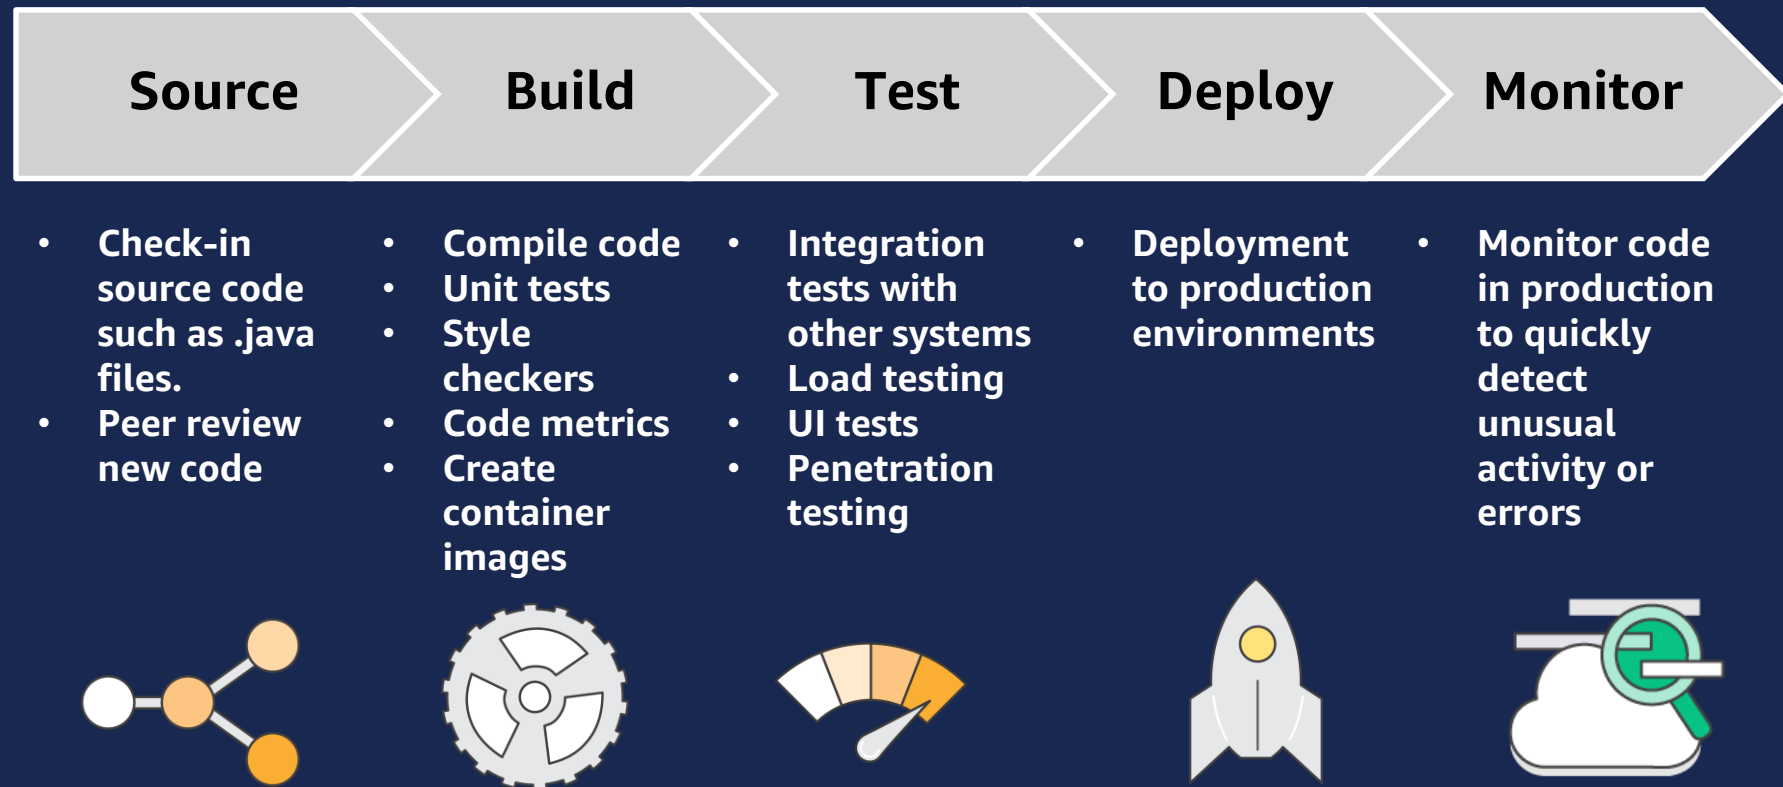 Source
Build
Test
Deploy
Monitor
• Check-in
source code
such as .java
files.
• Peer review
new code
• Compile code
• Unit tests
• Style
checkers
• Code metrics
• Create
container
images
• Integration
tests with
other systems
• Load testing
• UI tests
• Penetration
testing
• Deployment
to production
environments
• Monitor code
in production
to quickly
detect
unusual
activity or
errors